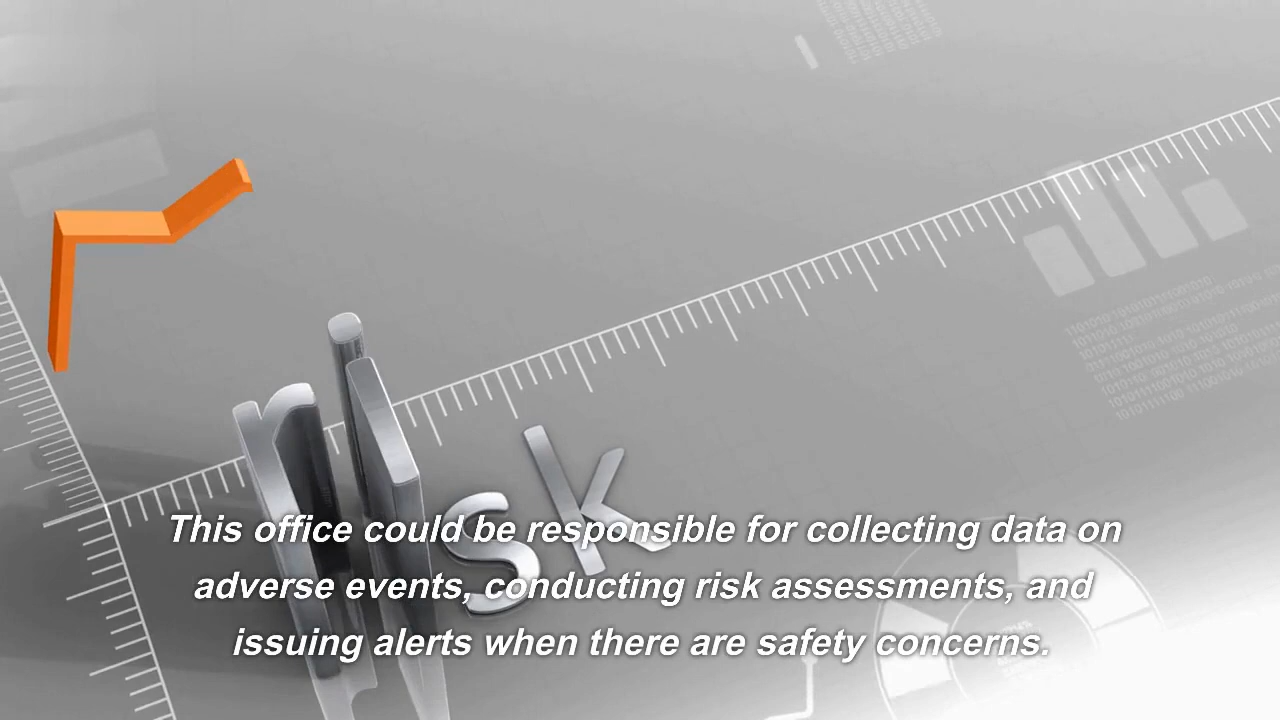 risk
This office could be responsible for collecting data on
adverse events, conducting risk assessments, and
issuing alerts when there are safety concerns.